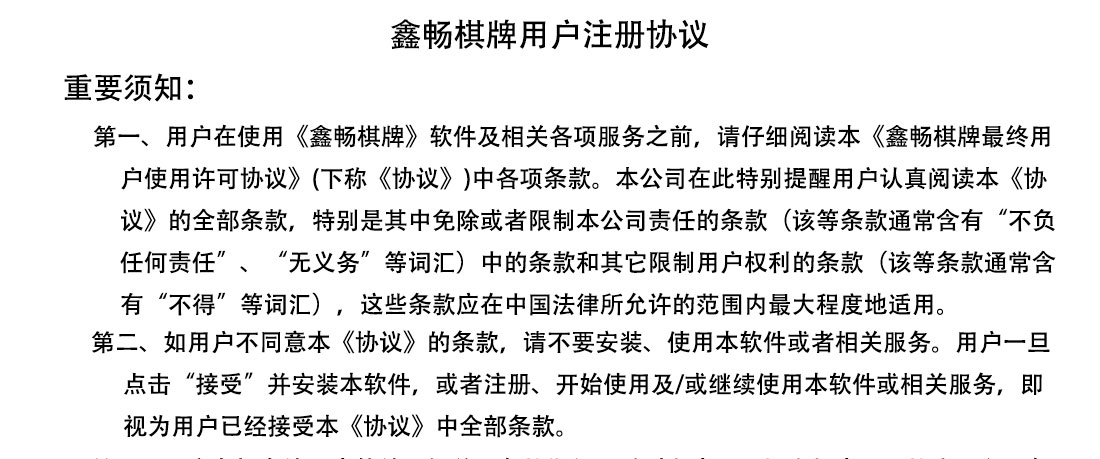 鑫畅棋牌用户注册协议
重要须知：
第一、用户在使用《鑫畅棋牌》软件及相关各项服务之前，请仔细阅读本《鑫畅棋牌最终用
户使用许可协议》(下称《协议》)中各项条款。本公司在此特别提醒用户认真阅读本《协
议》的全部条款，特别是其中免除或者限制本公司责任的条款（该等条款通常含有“不负
任何责任”、“无义务”等词汇）中的条款和其它限制用户权利的条款（该等条款通常含
有“不得”等词汇），这些条款应在中国法律所允许的范围内最大程度地适用。
第二、如用户不同意本《协议》的条款，请不要安装、使用本软件或者相关服务。用户一旦
点击“接受”并安装本软件，或者注册、开始使用及/或继续使用本软件或相关服务，即
视为用户已经接受本《协议》中全部条款。